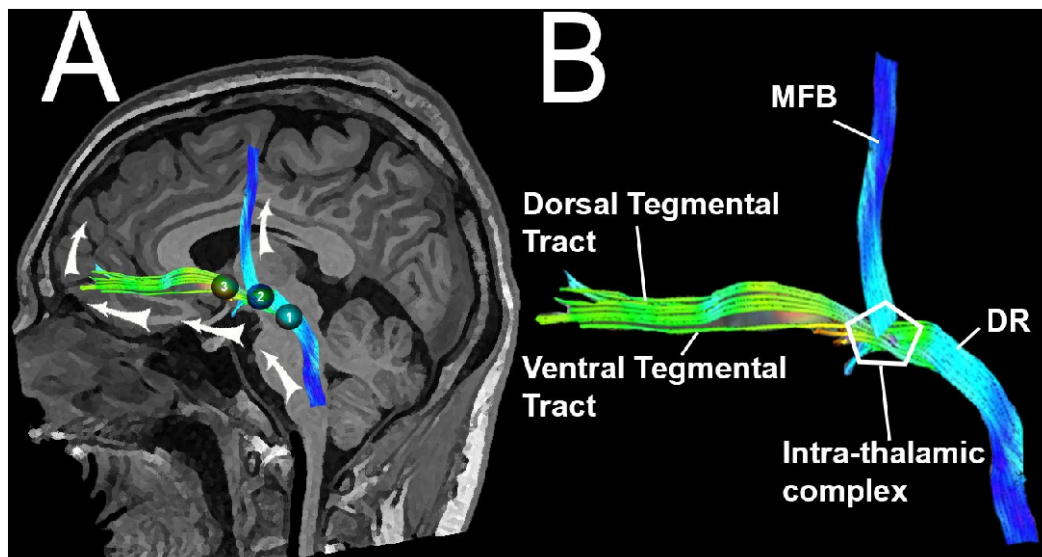 A
3
2
1
B
MFB
Dorsal Tegmental
Tract
DR
Ventral Tegmental
Tract
Intra-thalamic
complex